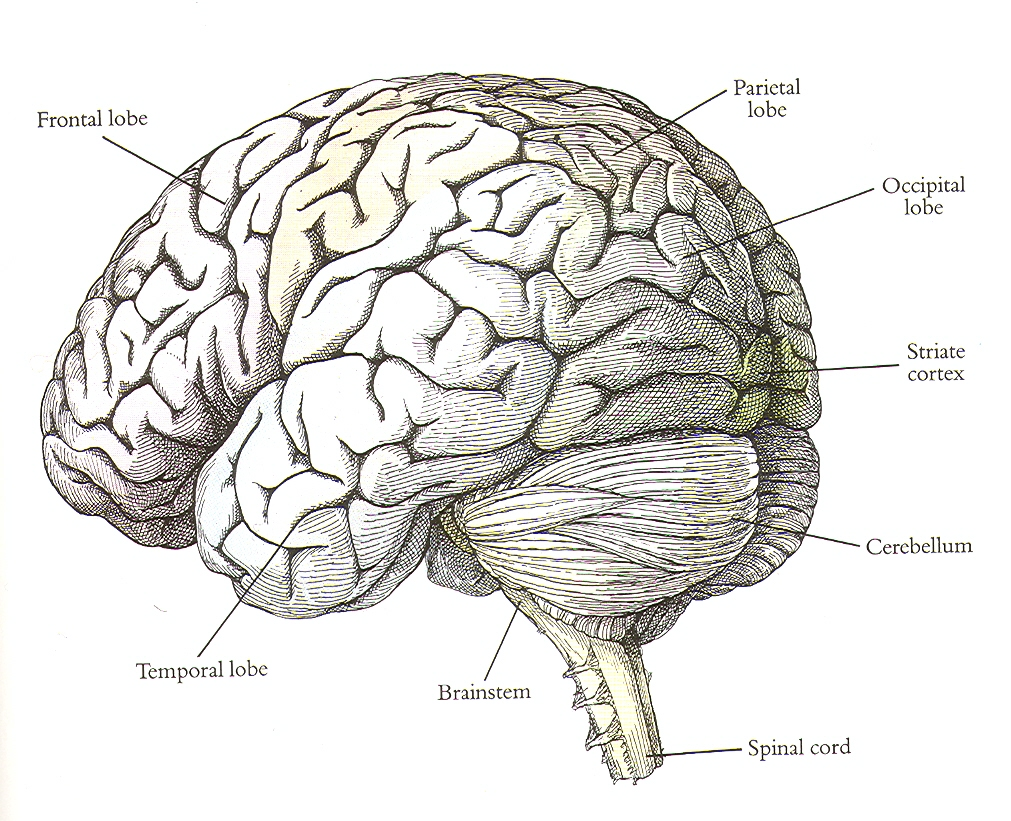 Parietal
lobe
Frontal lobe
Occipital
lobe
Striate
cortex
Cerebellum
Temporal lobe
Brainstem
Spinal cord